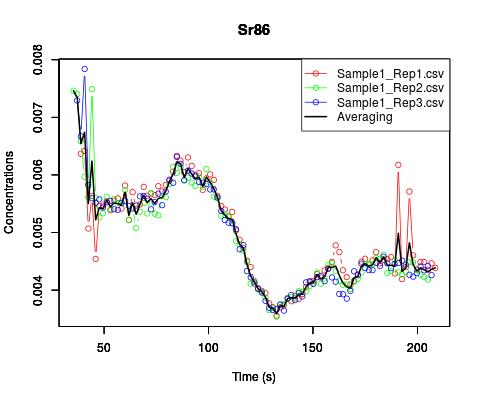 Sr86
Concentrations
0.008
0.007
0.006
0.005
0.004
Sample1_Rep1.csv
Sample1_Rep2.csv
Sample1_Rep3.csv
Averaging
50 100 150 200
Time (s)